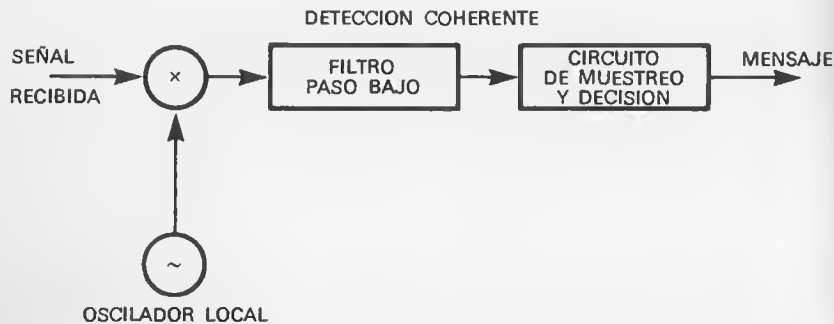 DETECCION COHERENTE
SEÑAL
RECIBIDA
×
FILTRO
PASO BAJO
CIRCUITO
DE MUESTREO
Y DECISION
MENSAJE
~
OSCILADOR LOCAL